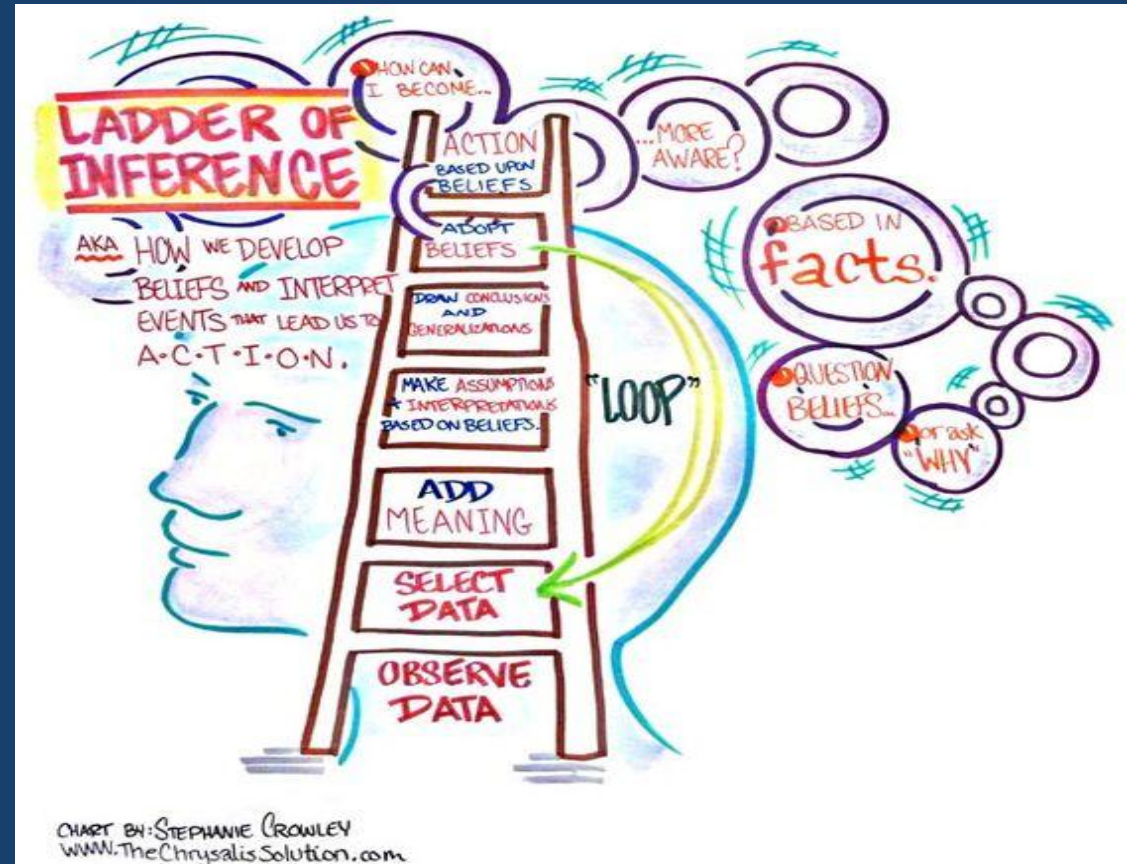 LADDER OF
INFERENCE
AKA HOW WE DEVELOP
BELIEFS AND INTERPRET
EVENTS THAT LEAD US TO
A·C·T·I·O·N.
HOW CAN
I BECOME...
...MORE
AWARE?
BASED IN
facts.
QUESTION
BELIEFS...
or ask
"WHY"
ACTION
BASED UPON
BELIEFS
ADOPT
BELIEFS
DRAW CONCLUSIONS
AND
GENERALIZATIONS
MAKE ASSUMPTIONS
+ INTERPRETATIONS
BASED ON BELIEFS.
"LOOP"
ADD
MEANING
SELECT
DATA
OBSERVE
DATA
CHART BY: STEPHANIE CROWLEY
WWW.TheChrysalisSolution.com